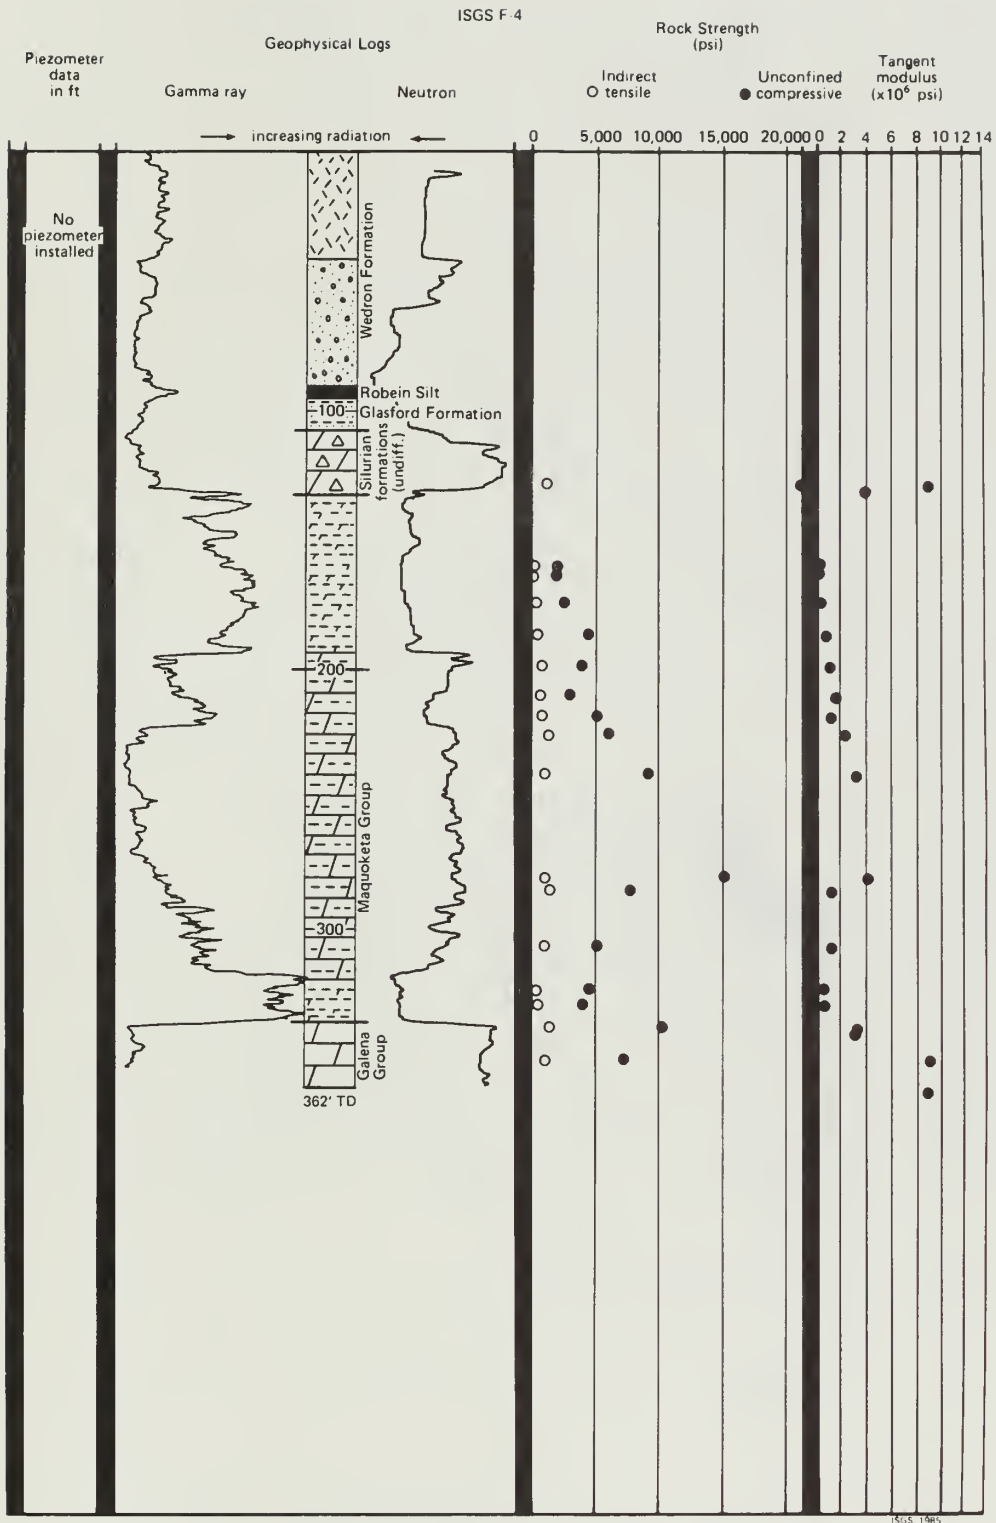 ISGS F-4
Geophysical Logs
Rock Strength
(psi)
Piezometer
data
in ft
Gamma ray
Neutron
Indirect
O tensile
Unconfined
● compressive
Tangent
modulus
(x10⁶ psi)
→ increasing radiation ←
0 5,000 10,000 15,000 20,000 0 2 4 6 8 10 12 14
No
piezometer
installed
Wedron Formation
Robein Silt
100'
Glasford Formation
Silurian
formations
(undiff.)
200'
Maquoketa Group
300'
Galena
Group
362' TD
ISGS 1985